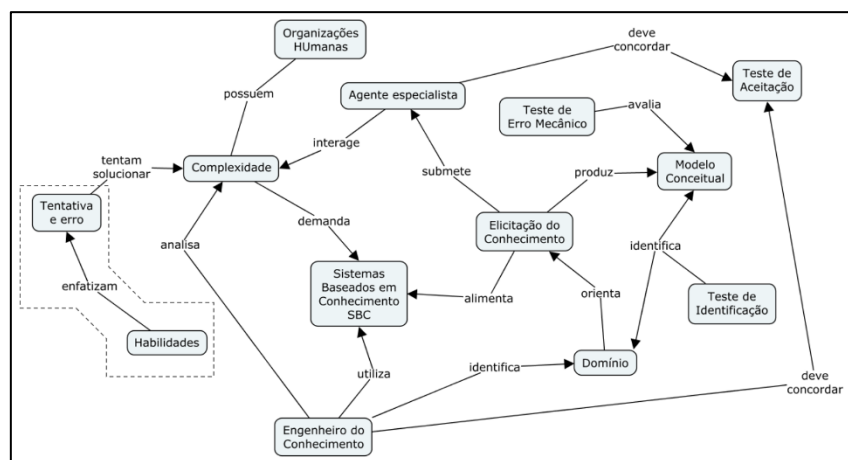 Organizações
HUmanas
deve
concordar
Teste de
Aceitação
possuem
Agente especialista
Teste de
Erro Mecânico
avalia
interage
tentam
solucionar
Complexidade
submete
produz
Modelo
Conceitual
Tentativa
e erro
demanda
Elicitação do
Conhecimento
analisa
identifica
enfatizam
Sistemas
Baseados em
Conhecimento
SBC
alimenta
orienta
Teste de
Identificação
Habilidades
utiliza
identifica
Domínio
deve
concordar
Engenheiro do
Conhecimento